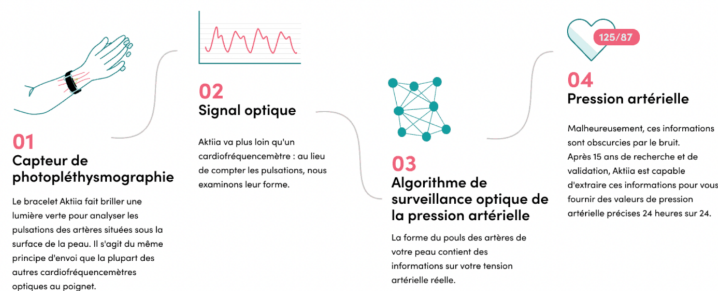 01
Capteur de
photopléthysmographie
Le bracelet Aktiia fait briller une
lumière verte pour analyser les
pulsations des artères situées sous la
surface de la peau. Il s'agit du même
principe d'envoi que la plupart des
autres cardiofréquencemètres
optiques au poignet.
02
Signal optique
Aktiia va plus loin qu'un
cardiofréquencemètre : au lieu
de compter les pulsations, nous
examinons leur forme.
03
Algorithme de
surveillance optique de
la pression artérielle
La forme du pouls des artères de
votre peau contient des
informations sur votre tension
artérielle réelle.
125/87
04
Pression artérielle
Malheureusement, ces informations
sont obscurcies par le bruit.
Après 15 ans de recherche et de
validation, Aktiia est capable
d'extraire ces informations pour vous
fournir des valeurs de pression
artérielle précises 24 heures sur 24.